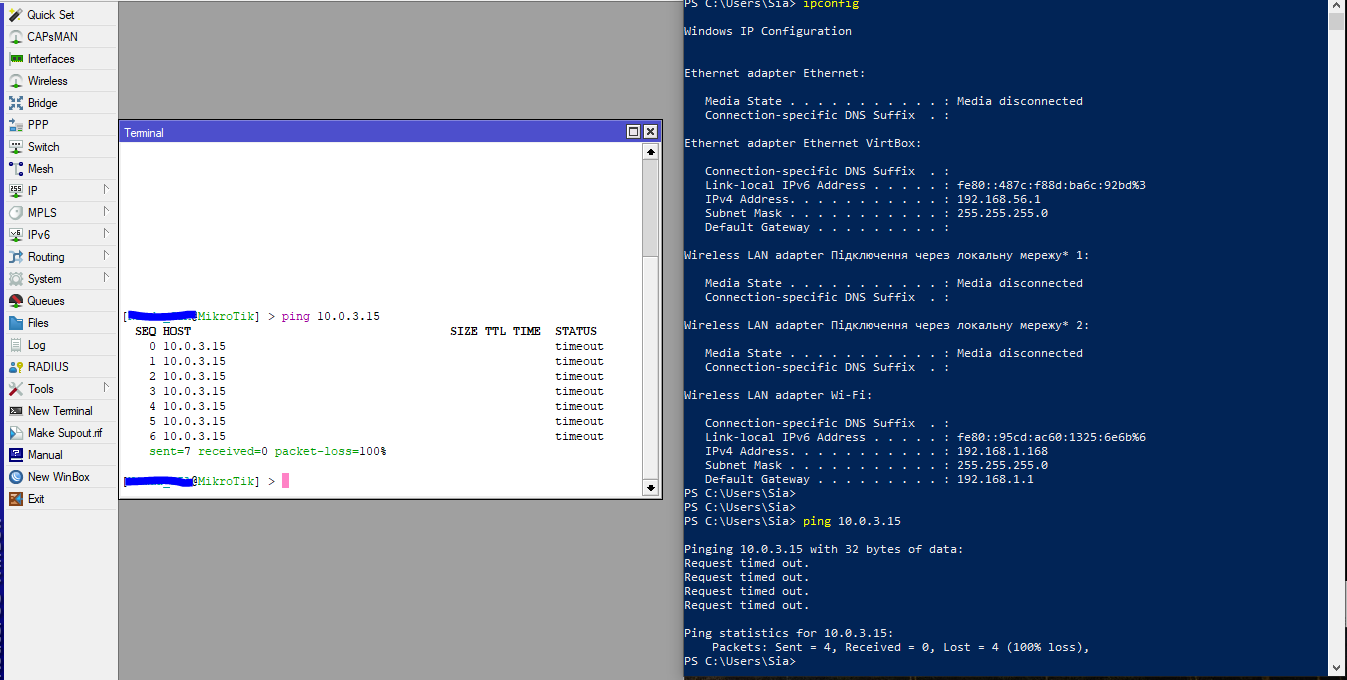 Quick Set
CAPsMAN
Interfaces
Wireless
Bridge
PPP
Switch
Mesh
IP
MPLS
IPv6
Routing
System
Queues
Files
Log
RADIUS
Tools
New Terminal
Make Supout.rif
Manual
New WinBox
Exit
Terminal
[@MikroTik] > ping 10.0.3.15
SEQ HOST SIZE TTL TIME STATUS
0 10.0.3.15 timeout
1 10.0.3.15 timeout
2 10.0.3.15 timeout
3 10.0.3.15 timeout
4 10.0.3.15 timeout
5 10.0.3.15 timeout
6 10.0.3.15 timeout
sent=7 received=0 packet-loss=100%
[@MikroTik] >
PS C:\Users\Sia> ipconfig
Windows IP Configuration
Ethernet adapter Ethernet:
Media State . . . . . . . . . . . : Media disconnected
Connection-specific DNS Suffix  . :
Ethernet adapter Ethernet VirtBox:
Connection-specific DNS Suffix  . :
Link-local IPv6 Address . . . . . : fe80::487c:f88d:ba6c:92bd%3
IPv4 Address. . . . . . . . . . . : 192.168.56.1
Subnet Mask . . . . . . . . . . . : 255.255.255.0
Default Gateway . . . . . . . . . :
Wireless LAN adapter Підключення через локальну мережу* 1:
Media State . . . . . . . . . . . : Media disconnected
Connection-specific DNS Suffix  . :
Wireless LAN adapter Підключення через локальну мережу* 2:
Media State . . . . . . . . . . . : Media disconnected
Connection-specific DNS Suffix  . :
Wireless LAN adapter Wi-Fi:
Connection-specific DNS Suffix  . :
Link-local IPv6 Address . . . . . : fe80::95cd:ac60:1325:6e6b%6
IPv4 Address. . . . . . . . . . . : 192.168.1.168
Subnet Mask . . . . . . . . . . . : 255.255.255.0
Default Gateway . . . . . . . . . : 192.168.1.1
PS C:\Users\Sia>
PS C:\Users\Sia>
PS C:\Users\Sia> ping 10.0.3.15
Pinging 10.0.3.15 with 32 bytes of data:
Request timed out.
Request timed out.
Request timed out.
Request timed out.
Ping statistics for 10.0.3.15:
Packets: Sent = 4, Received = 0, Lost = 4 (100% loss),
PS C:\Users\Sia>